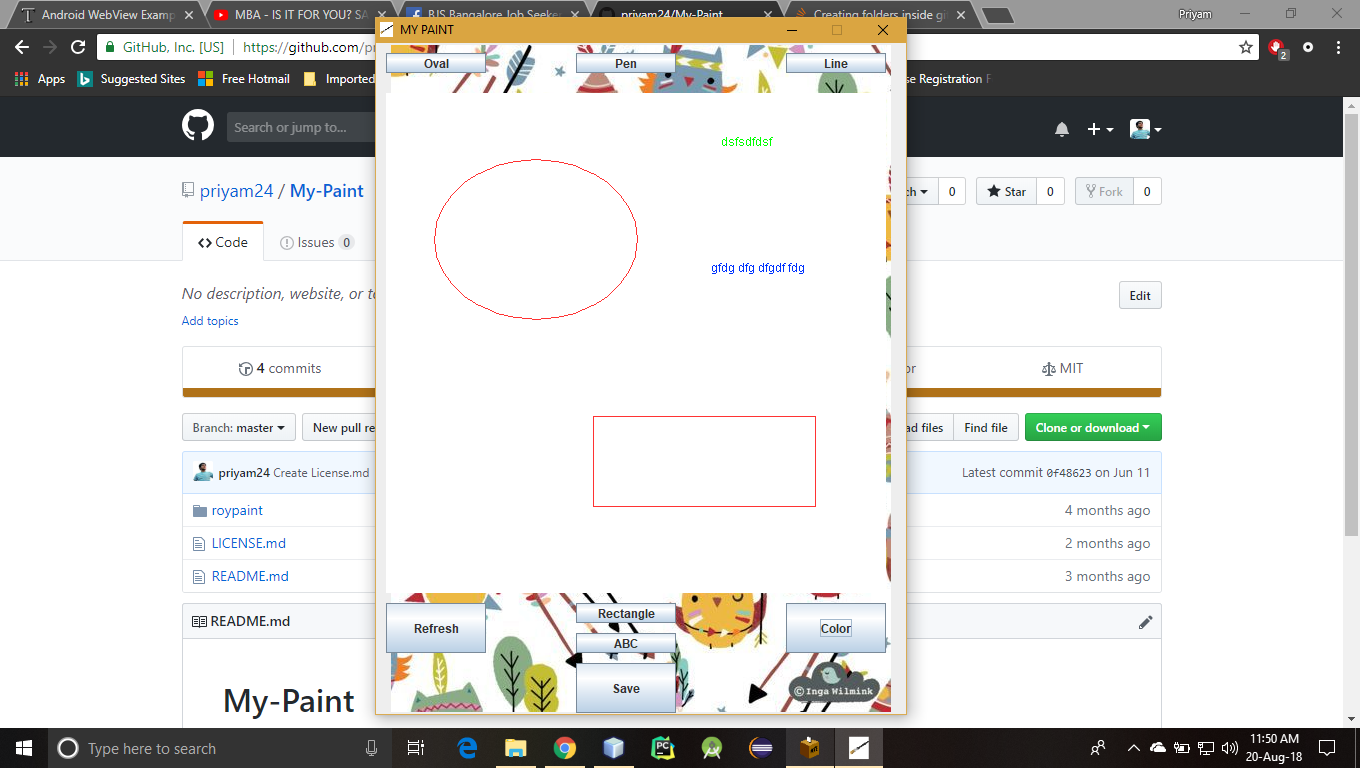 Android WebView Examp
MBA - IS IT FOR YOU? SA
BJS Bangalore Job Seeke
priyam24/My-Paint
Creating folders inside gi
Priyam
MY PAINT
GitHub, Inc. [US]
https://github.com/p
2
Apps
Suggested Sites
Free Hotmail
Imported
se Registration F
Oval
Pen
Line
Search or jump to...
dsfsdfdsf
priyam24 / My-Paint
ch
0
Star
0
Fork
0
Code
Issues
0
gfdg dfg dfgdf fdg
No description, website, or to
Edit
Add topics
4 commits
or
MIT
Branch: master
New pull re
ad files
Find file
Clone or download
priyam24 Create License.md
Latest commit 0f48623 on Jun 11
roypaint
4 months ago
LICENSE.md
2 months ago
README.md
3 months ago
README.md
Refresh
Rectangle
Color
ABC
Save
© Inga Wilmink
My-Paint
Type here to search
PC
11:50 AM
20-Aug-18